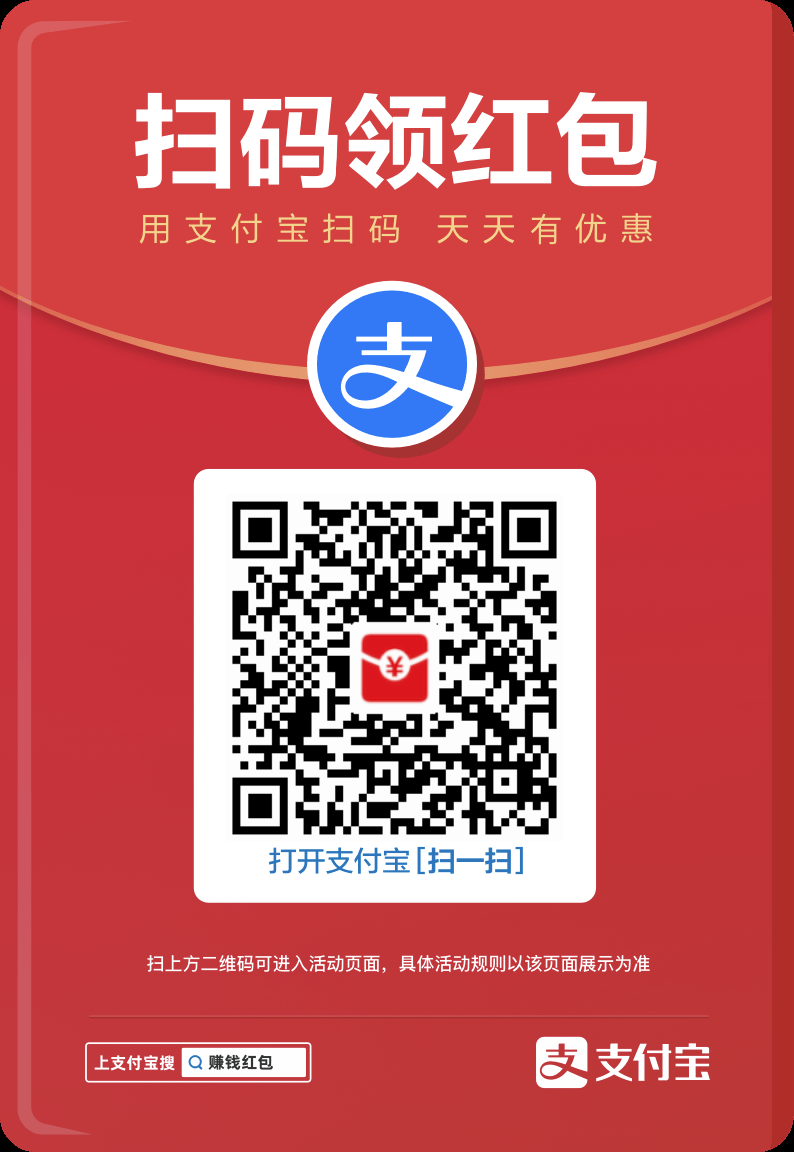 扫码领红包
用支付宝扫码 天天有优惠
支
¥
打开支付宝[扫一扫]
扫上方二维码可进入活动页面，具体活动规则以该页面展示为准
上支付宝搜 赚钱红包
支 支付宝